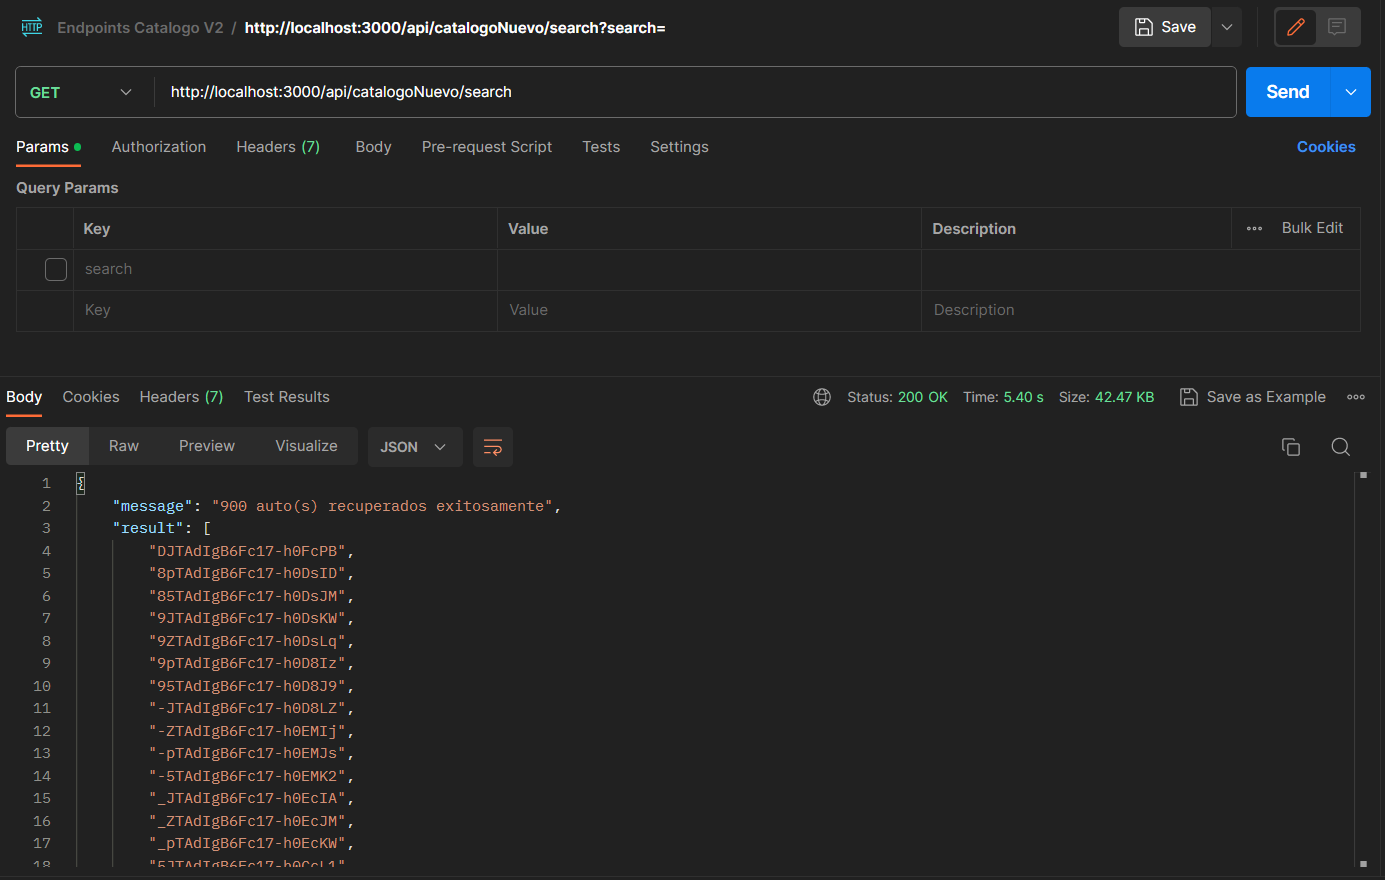 HTTP Endpoints Catalogo V2 / http://localhost:3000/api/catalogoNuevo/search?search= Save
GET http://localhost:3000/api/catalogoNuevo/search Send
Params Authorization Headers (7) Body Pre-request Script Tests Settings Cookies
Query Params
Key Value Description Bulk Edit
search
Key Value Description
Body Cookies Headers (7) Test Results Status: 200 OK Time: 5.40 s Size: 42.47 KB Save as Example
Pretty Raw Preview Visualize JSON
1 {
2 "message": "900 auto(s) recuperados exitosamente",
3 "result": [
4 "DJTAdIgB6Fc17-h0FcPB",
5 "8pTAdIgB6Fc17-h0DsID",
6 "85TAdIgB6Fc17-h0DsJM",
7 "9JTAdIgB6Fc17-h0DsKW",
8 "9ZTAdIgB6Fc17-h0DsLq",
9 "9pTAdIgB6Fc17-h0D8Iz",
10 "95TAdIgB6Fc17-h0D8J9",
11 "-JTAdIgB6Fc17-h0D8LZ",
12 "-ZTAdIgB6Fc17-h0EMIj",
13 "-pTAdIgB6Fc17-h0EMJs",
14 "-5TAdIgB6Fc17-h0EMK2",
15 "_JTAdIgB6Fc17-h0EcIA",
16 "_ZTAdIgB6Fc17-h0EcJM",
17 "_pTAdIgB6Fc17-h0EcKW",
18 "5JTAdIgB6Fc17-h0CcL1"